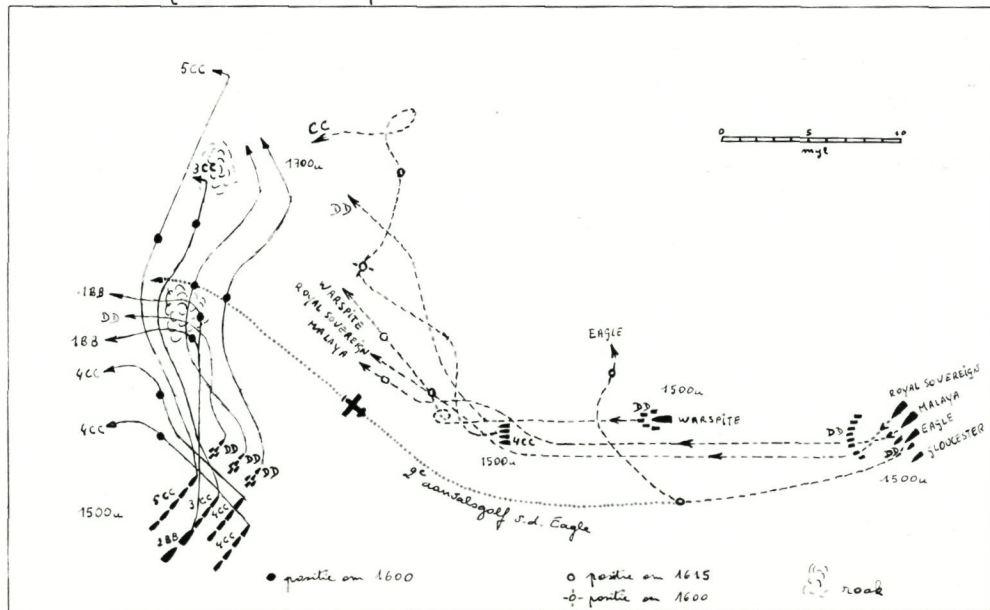 5CC
CC
0 5 10
myl
3CC
1700u
DD
WARSPITE
ROYAL SOVEREIGN
MALAYA
1BB
DD
1BB
EAGLE
4CC
4CC
1500u
DD
WARSPITE
4CC
1500u
DD
ROYAL SOVEREIGN
MALAYA
EAGLE
GLOUCESTER
DD
1500u
DD
DD
DD
5CC
3CC
4CC
4CC
2BB
1500u
2e aanvalsgolf v.d. Eagle
positie om 1600
positie om 1615
positie om 1600
rook